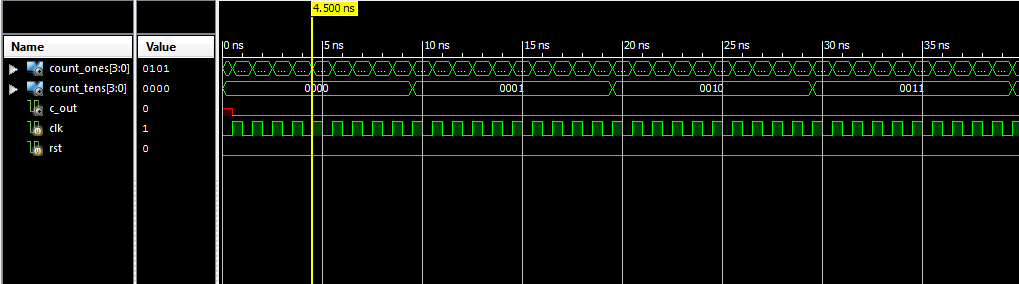 4.500 ns
Name Value 0 ns 5 ns 10 ns 15 ns 20 ns 25 ns 30 ns 35 ns
count_ones[3:0] 0101
count_tens[3:0] 0000 0000 0001 0010 0011
c_out 0
clk 1
rst 0